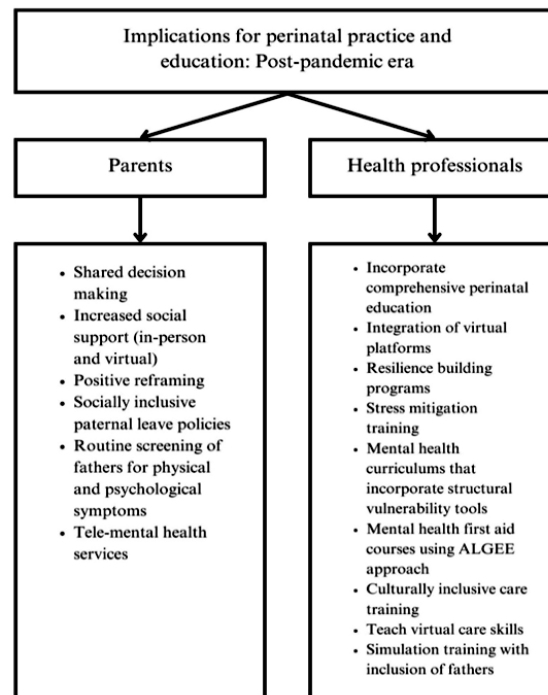 Implications for perinatal practice and
education: Post-pandemic era
Parents
Health professionals
• Shared decision
making
• Increased social
support (in-person
and virtual)
• Positive reframing
• Socially inclusive
paternal leave policies
• Routine screening of
fathers for physical
and psychological
symptoms
• Tele-mental health
services
• Incorporate
comprehensive perinatal
education
• Integration of virtual
platforms
• Resilience building
programs
• Stress mitigation
training
• Mental health
curriculums that
incorporate structural
vulnerability tools
• Mental health first aid
courses using ALGEE
approach
• Culturally inclusive care
training
• Teach virtual care skills
• Simulation training with
inclusion of fathers